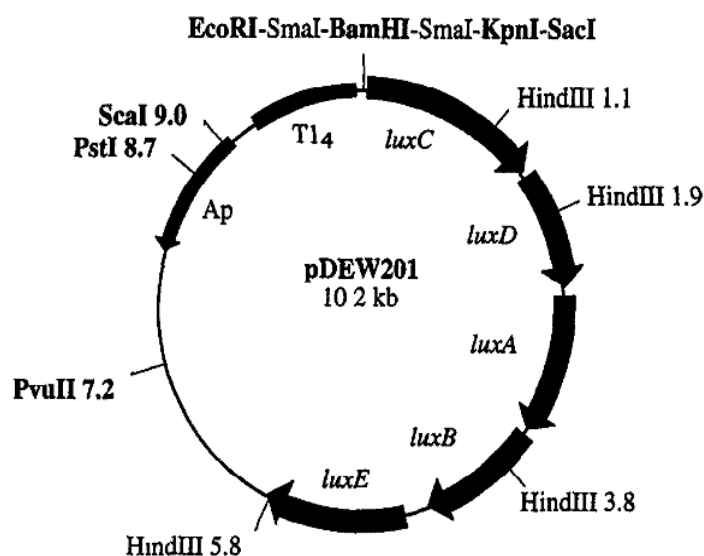 EcoRI-SmaI-BamHI-SmaI-KpnI-SacI
HindIII 1.1
ScaI 9.0
PstI 8.7
Tl4
luxC
HindIII 1.9
Ap
luxD
pDEW201
10 2 kb
luxA
PvuII 7.2
luxB
luxE
HindIII 3.8
HındIII 5.8